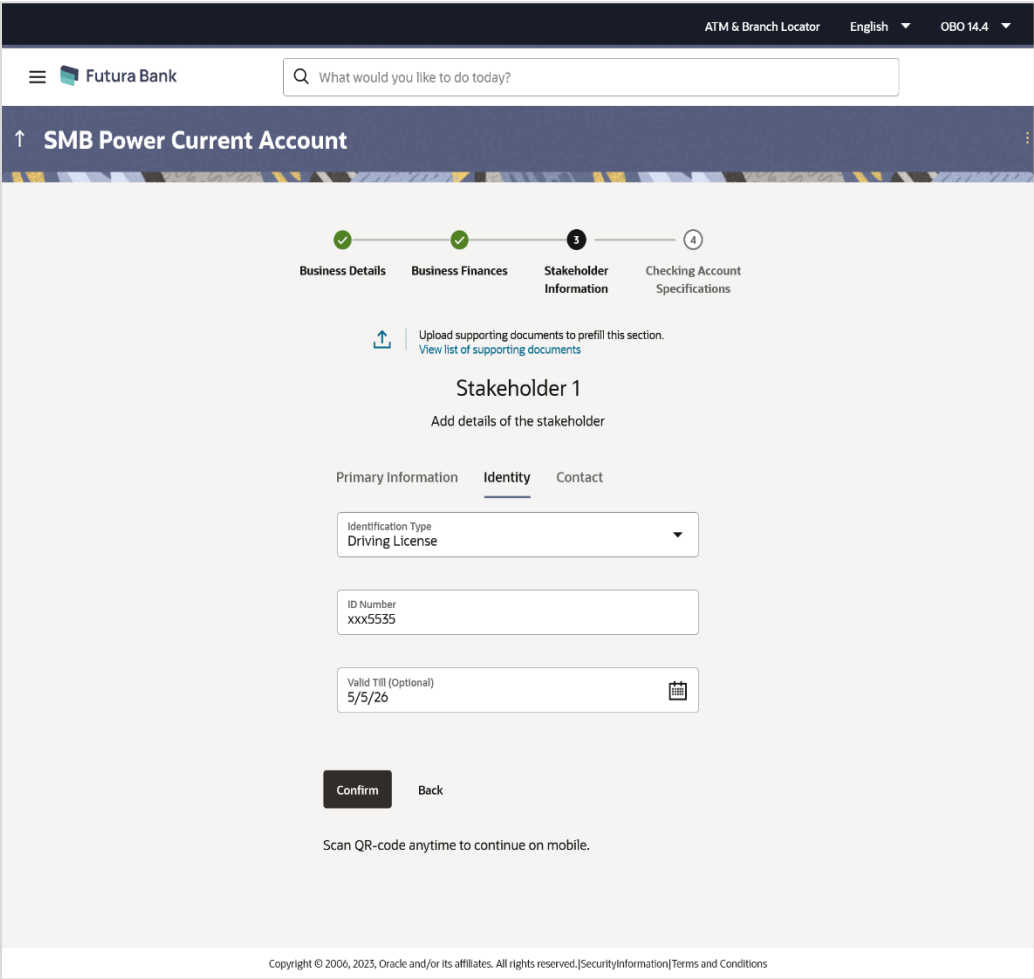 ATM & Branch Locator English OBO 14.4
Futura Bank What would you like to do today?
SMB Power Current Account
3 4
Business Details Business Finances Stakeholder Information Checking Account Specifications
Upload supporting documents to prefill this section.
View list of supporting documents
Stakeholder 1
Add details of the stakeholder
Primary Information Identity Contact
Identification Type
Driving License
ID Number
xxx5535
Valid Till (Optional)
5/5/26
Confirm Back
Scan QR-code anytime to continue on mobile.
Copyright © 2006, 2023, Oracle and/or its affiliates. All rights reserved.|SecurityInformation|Terms and Conditions